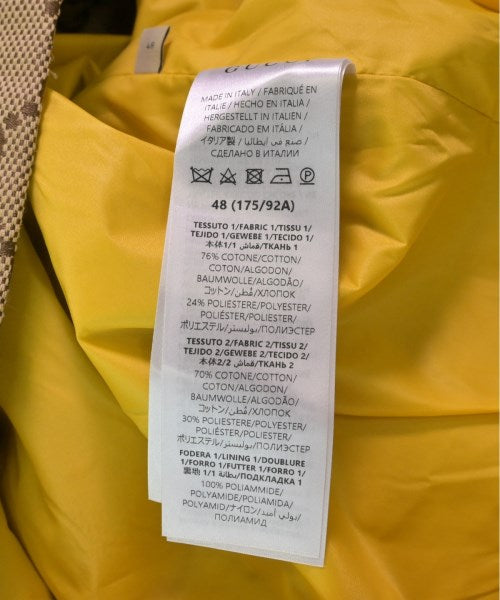 48
GUCCI
MADE IN ITALY / FABRIQUÉ EN
ITALIE / HECHO EN ITALIA /
HERGESTELLT IN ITALIEN /
FABRICADO EM ITÁLIA /
イタリア製 / صنع في ايطاليا /
СДЕЛАНО В ИТАЛИИ
48 (175/92A)
TESSUTO 1/FABRIC 1/TISSU 1/
TEJIDO 1/GEWEBE 1/TECIDO 1/
本体1/قماش 1/ТКАНЬ 1
76% COTONE/COTTON/
COTON/ALGODON/
BAUMWOLLE/ALGODÃO/
コットン/قطن/ХЛОПОК
24% POLIESTERE/POLYESTER/
POLIÉSTER/POLIESTER/
ポリエステル/بوليستر/ПОЛИЭСТЕР
TESSUTO 2/FABRIC 2/TISSU 2/
TEJIDO 2/GEWEBE 2/TECIDO 2/
本体2/قماش 2/ТКАНЬ 2
70% COTONE/COTTON/
COTON/ALGODON/
BAUMWOLLE/ALGODÃO/
コットン/قطن/ХЛОПОК
30% POLIESTERE/POLYESTER/
POLIÉSTER/POLIESTER/
ポリエステル/بوليستر/ПОЛИЭСТЕР
FODERA 1/LINING 1/DOUBLURE
1/FORRO 1/FUTTER 1/FORRO 1/
裏地 1/بطانة 1/ПОДКЛАДКА 1
100% POLIAMMIDE/
POLYAMIDE/POLIAMIDA/
POLYAMID/ナイロン/بولي أميد/
ПОЛИАМИД